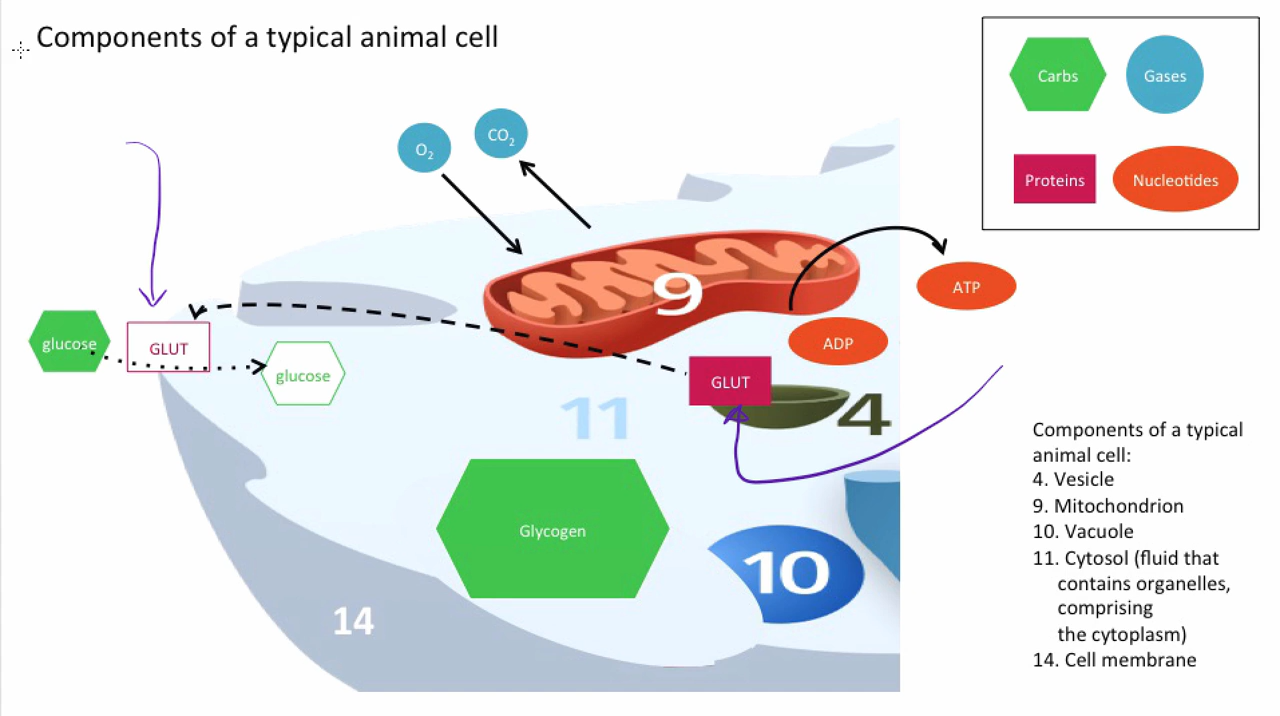 Components of a typical animal cell
Carbs
Gases
Proteins
Nucleotides
O2
CO2
9
ATP
ADP
glucose
GLUT
glucose
GLUT
11
4
Glycogen
10
14
Components of a typical
animal cell:
4. Vesicle
9. Mitochondrion
10. Vacuole
11. Cytosol (fluid that
contains organelles,
comprising
the cytoplasm)
14. Cell membrane